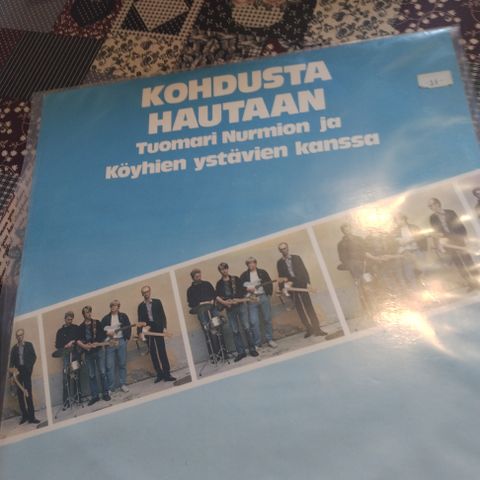 KOHDUSTA
HAUTAAN
Tuomari Nurmion ja
Köyhien ystävien kanssa